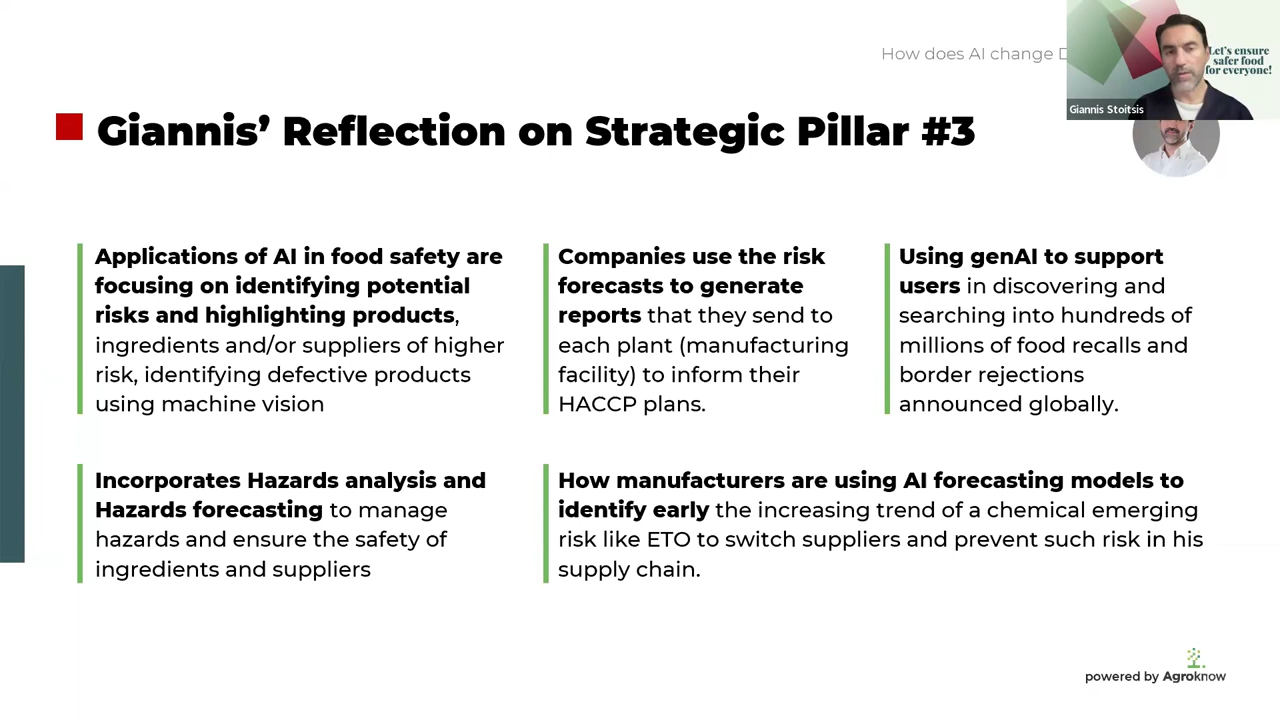 How does AI change
Let's ensure
safer food
for everyone!
Giannis Stoitsis
Giannis' Reflection on Strategic Pillar #3
Applications of AI in food safety are
focusing on identifying potential
risks and highlighting products,
ingredients and/or suppliers of higher
risk, identifying defective products
using machine vision
Companies use the risk
forecasts to generate
reports that they send to
each plant (manufacturing
facility) to inform their
HACCP plans.
Using genAI to support
users in discovering and
searching into hundreds of
millions of food recalls and
border rejections
announced globally.
Incorporates Hazards analysis and
Hazards forecasting to manage
hazards and ensure the safety of
ingredients and suppliers
How manufacturers are using AI forecasting models to
identify early the increasing trend of a chemical emerging
risk like ETO to switch suppliers and prevent such risk in his
supply chain.
powered by Agroknow